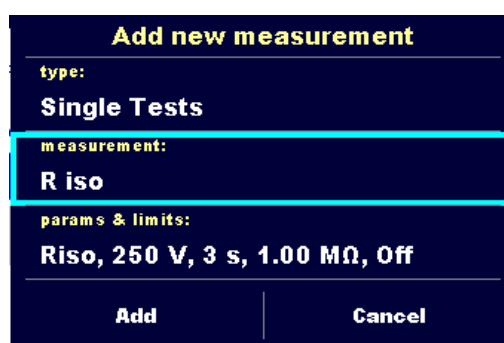 Add new measurement
type:
Single Tests
measurement:
R iso
params & limits:
Riso, 250 V, 3 s, 1.00 MΩ, Off
Add
Cancel